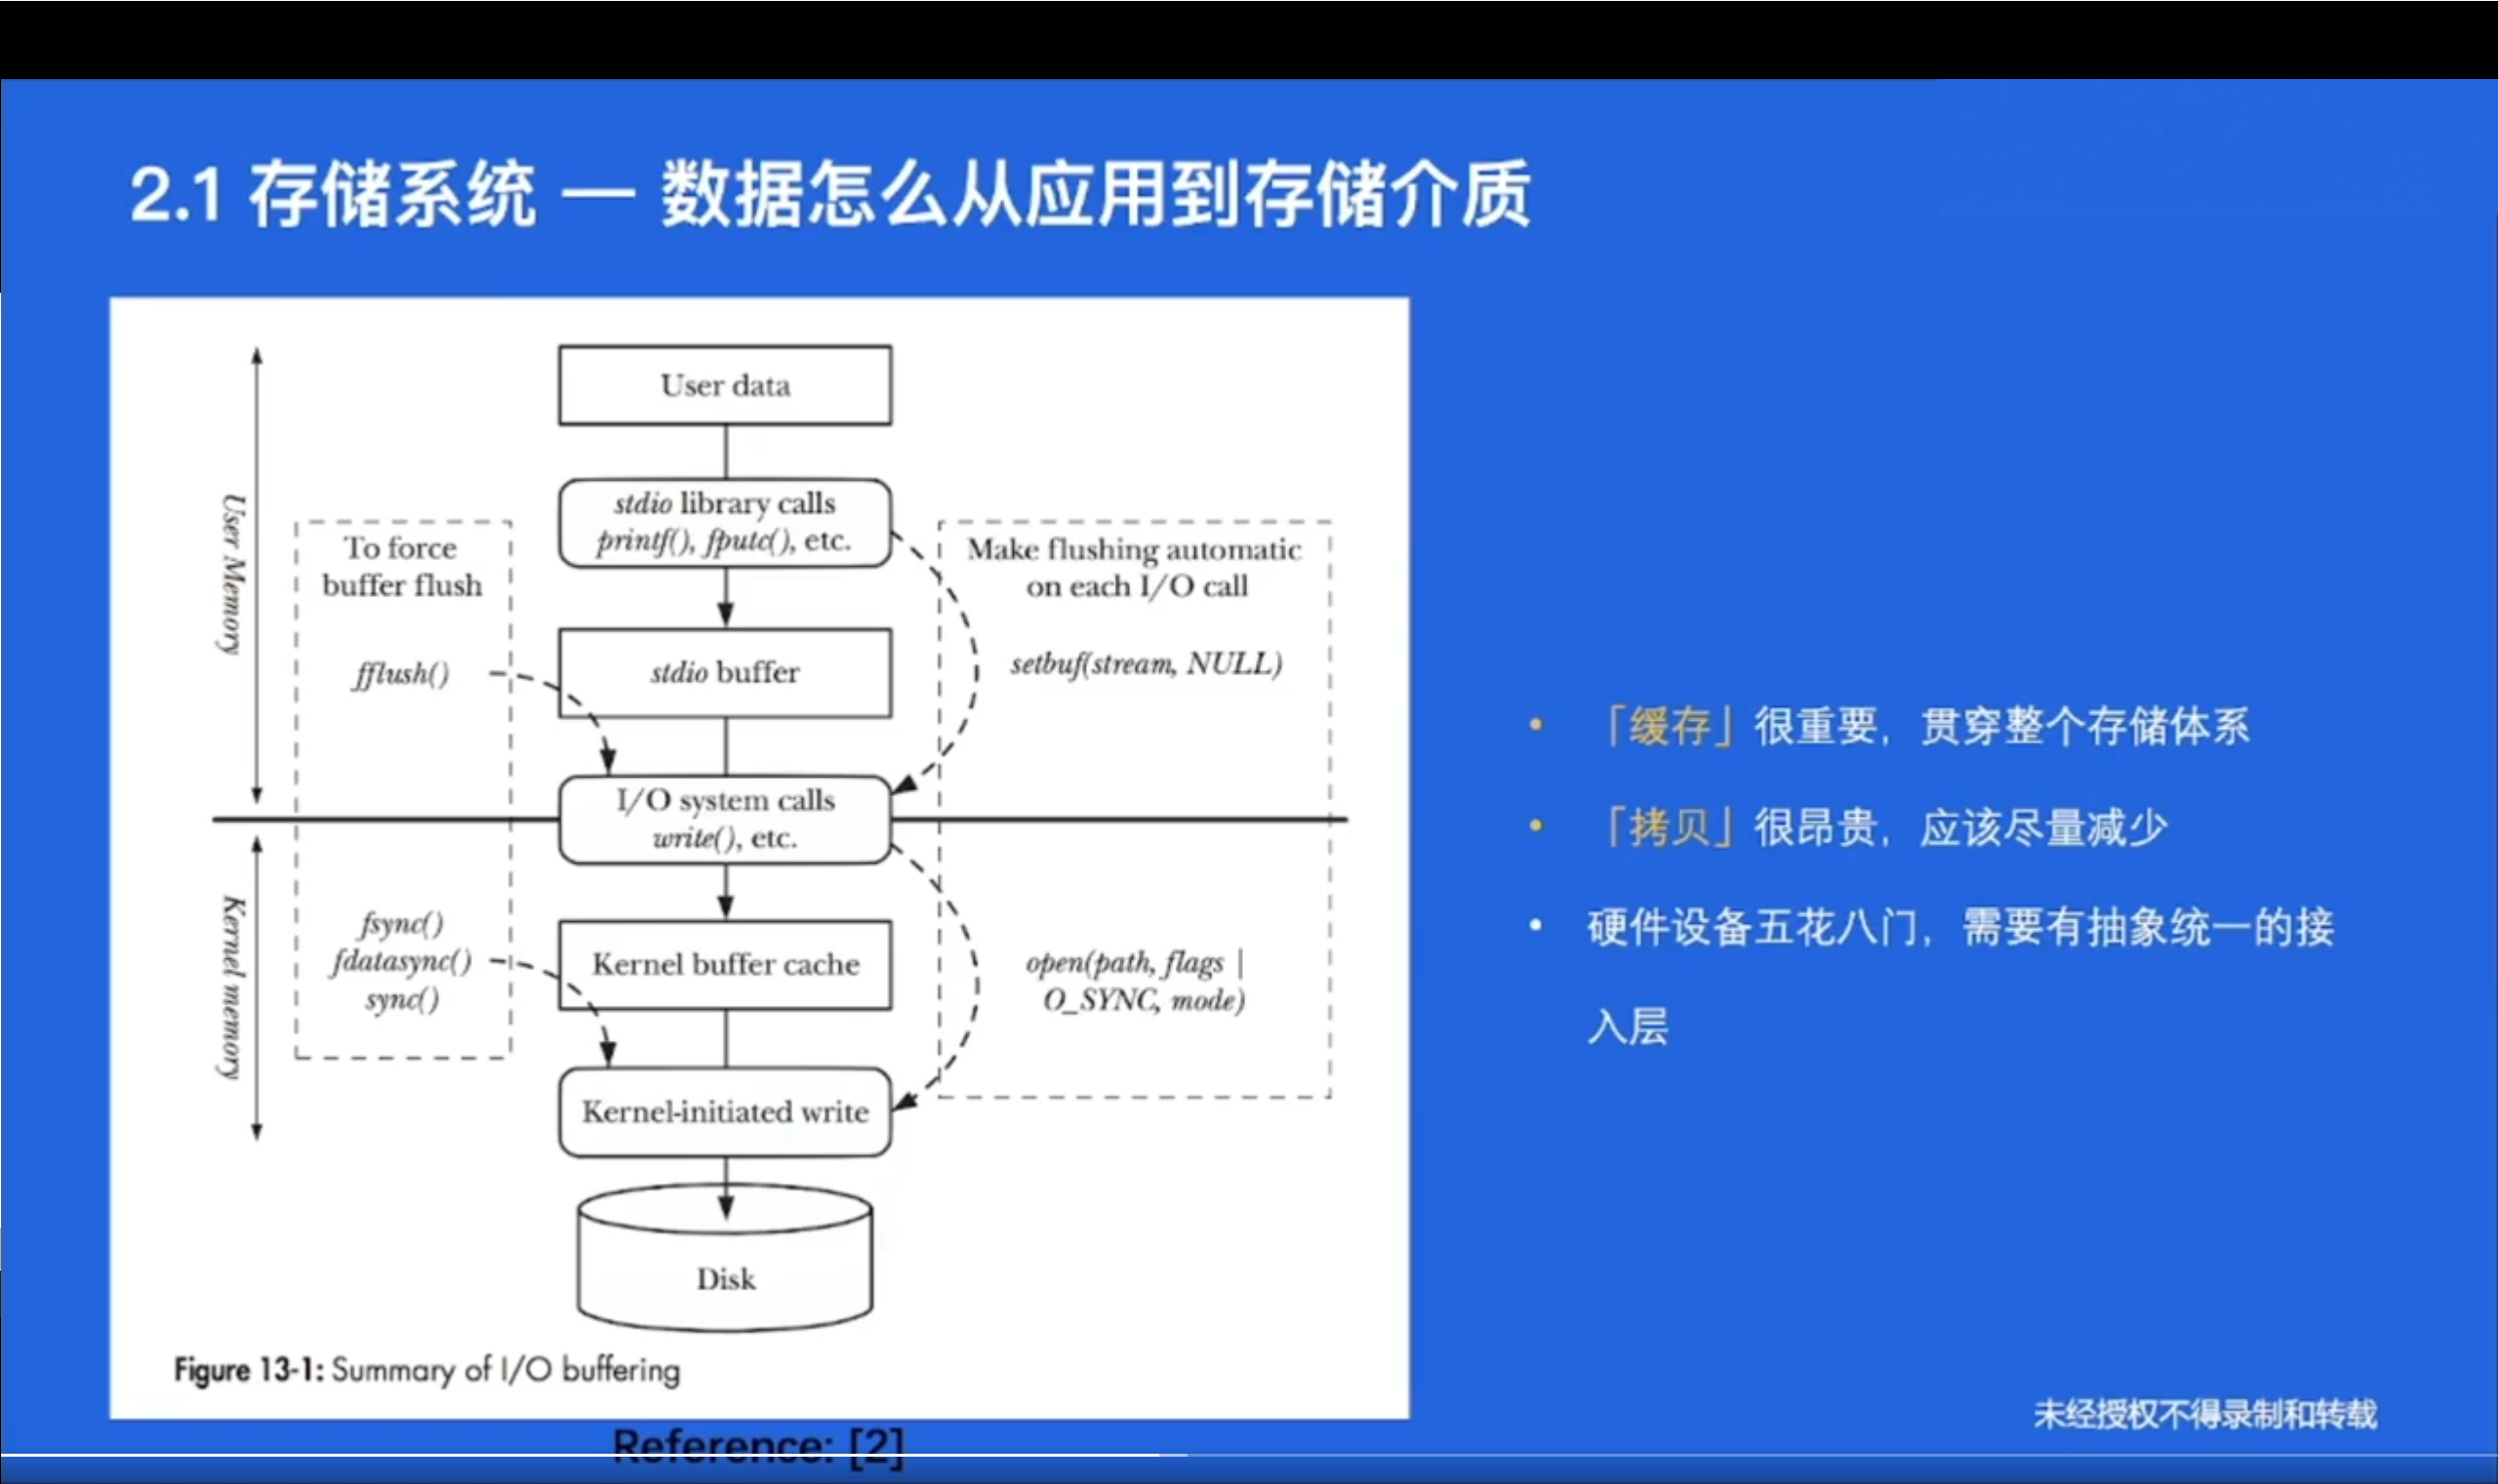 2.1 存储系统 — 数据怎么从应用到存储介质
User data
stdio library calls
printf(), fputc(), etc.
User Memory
To force
buffer flush
fflush()
Make flushing automatic
on each I/O call
setbuf(stream, NULL)
stdio buffer
I/O system calls
write(), etc.
Kernel memory
fsync()
fdatasync()
sync()
Kernel buffer cache
open(path, flags |
O_SYNC, mode)
Kernel-initiated write
Disk
Figure 13-1: Summary of I/O buffering
Reference: [2]
• 「缓存」很重要，贯穿整个存储体系
• 「拷贝」很昂贵，应该尽量减少
• 硬件设备五花八门，需要有抽象统一的接
入层
未经授权不得录制和转载